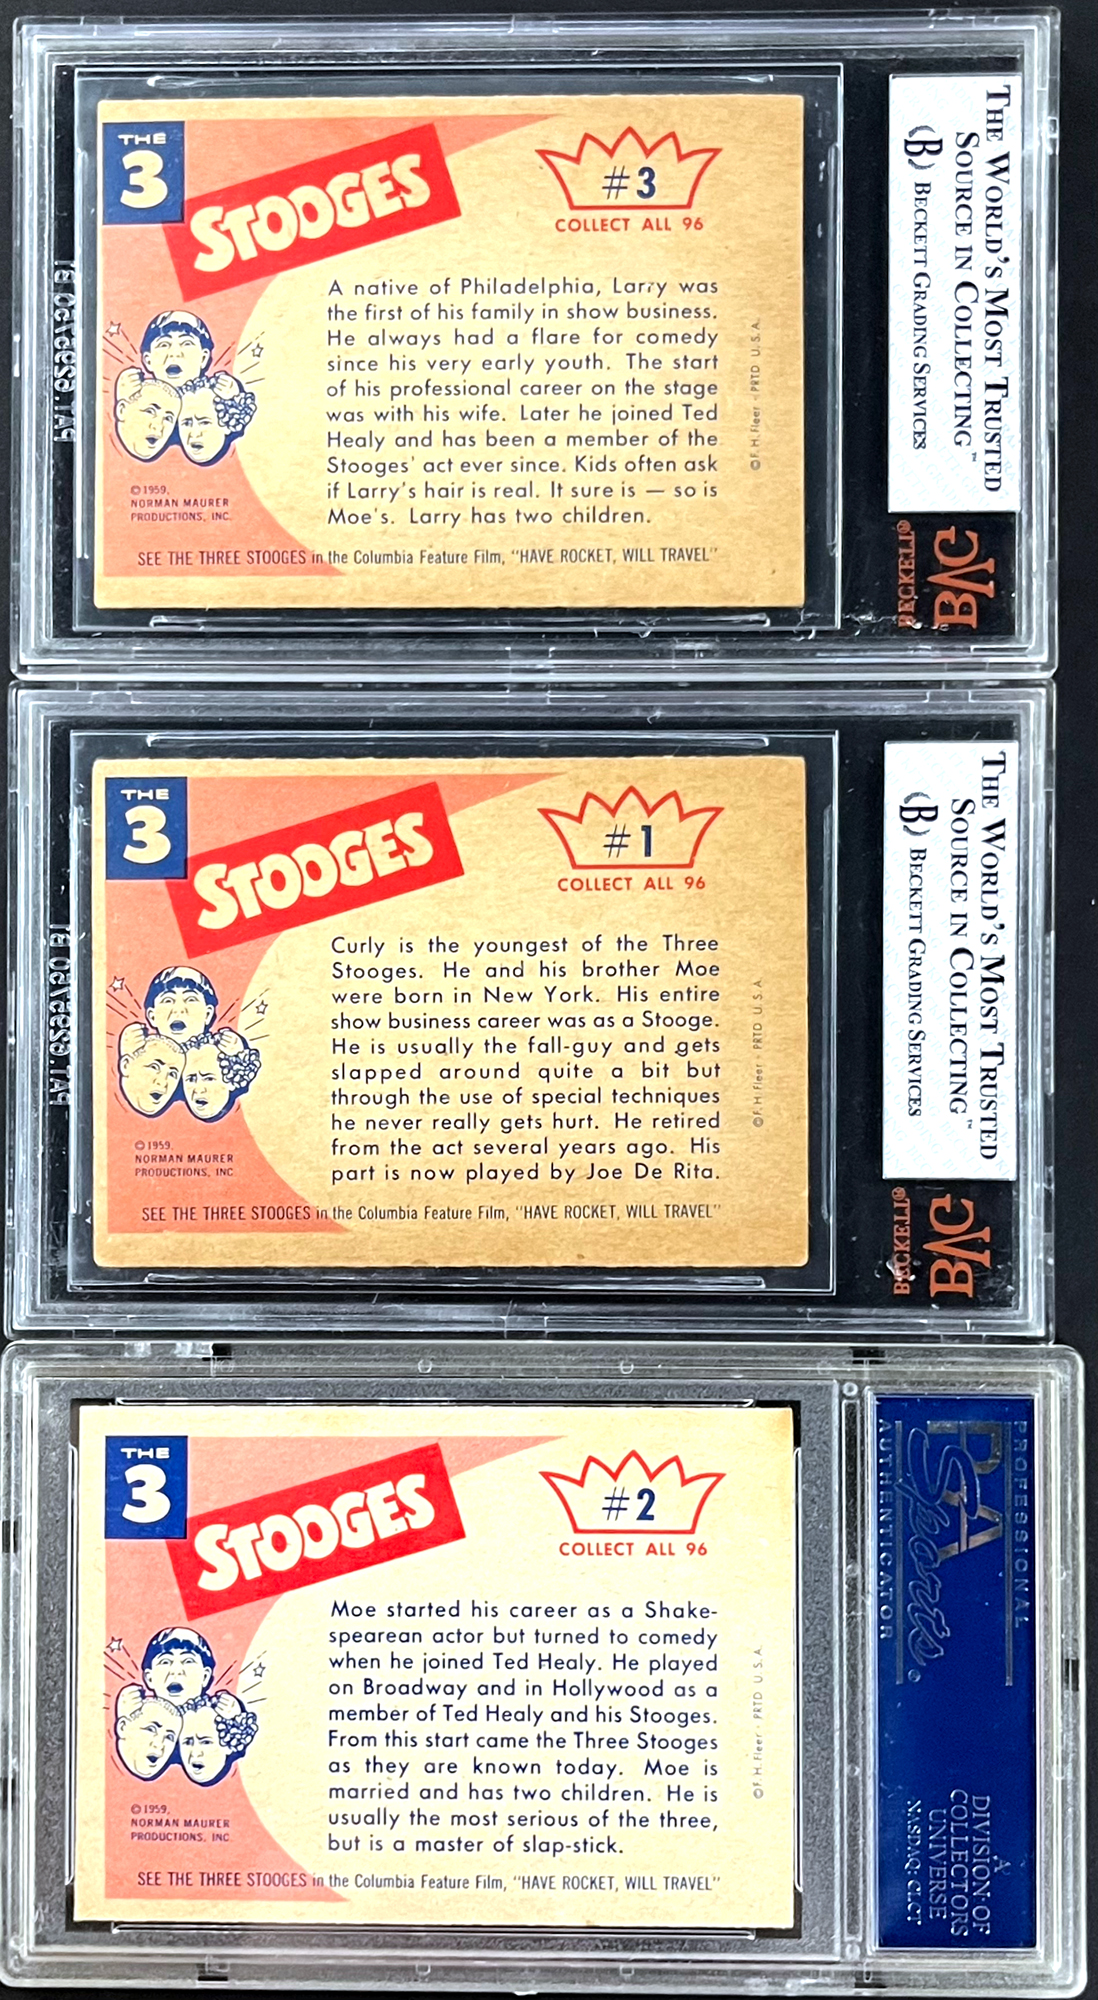 THE
3
STOOGES
#3
COLLECT ALL 96
A native of Philadelphia, Larry was
the first of his family in show business.
He always had a flare for comedy
since his very early youth. The start
of his professional career on the stage
was with his wife. Later he joined Ted
Healy and has been a member of the
Stooges' act ever since. Kids often ask
if Larry's hair is real. It sure is — so is
Moe's. Larry has two children.
© 1959,
NORMAN MAURER
PRODUCTIONS, INC.
SEE THE THREE STOOGES in the Columbia Feature Film, "HAVE ROCKET, WILL TRAVEL"
© F. H. Fleer - PRTD U.S.A.
THE WORLD'S MOST TRUSTED
SOURCE IN COLLECTING™
(B) BECKETT GRADING SERVICES
BECKETT®
THE
3
STOOGES
#1
COLLECT ALL 96
Curly is the youngest of the Three
Stooges. He and his brother Moe
were born in New York. His entire
show business career was as a Stooge.
He is usually the fall-guy and gets
slapped around quite a bit but
through the use of special techniques
he never really gets hurt. He retired
from the act several years ago. His
part is now played by Joe De Rita.
© 1959,
NORMAN MAURER
PRODUCTIONS, INC
SEE THE THREE STOOGES in the Columbia Feature Film, "HAVE ROCKET, WILL TRAVEL"
© F. H. Fleer PRTD U.S.A.
THE WORLD'S MOST TRUSTED
SOURCE IN COLLECTING™
(B) BECKETT GRADING SERVICES
BECKETT®
THE
3
STOOGES
#2
COLLECT ALL 96
Moe started his career as a Shake-
spearean actor but turned to comedy
when he joined Ted Healy. He played
on Broadway and in Hollywood as a
member of Ted Healy and his Stooges.
From this start came the Three Stooges
as they are known today. Moe is
married and has two children. He is
usually the most serious of the three,
but is a master of slap-stick.
© 1959,
NORMAN MAURER
PRODUCTIONS, INC.
SEE THE THREE STOOGES in the Columbia Feature Film, "HAVE ROCKET, WILL TRAVEL"
© F. H. Fleer - PRTD U.S.A.
PROFESSIONAL
PSA
Sports
AUTHENTICATOR
A
DIVISION OF
COLLECTORS
UNIVERSE
NASDAQ: CLCT